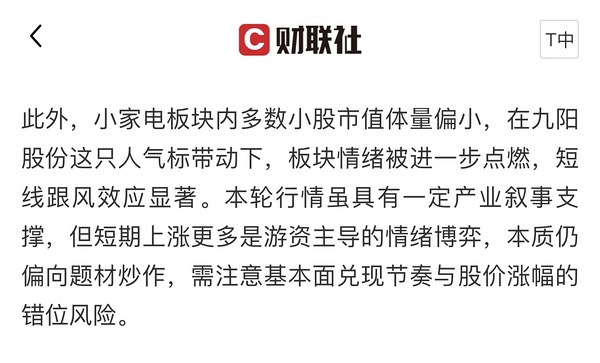 财联社
T中
此外，小家电板块内多数小股市值体量偏小，在九阳
股份这只人气标带动下，板块情绪被进一步点燃，短
线跟风效应显著。本轮行情虽具有一定产业叙事支
撑，但短期上涨更多是游资主导的情绪博弈，本质仍
偏向题材炒作，需注意基本面兑现节奏与股价涨幅的
错位风险。